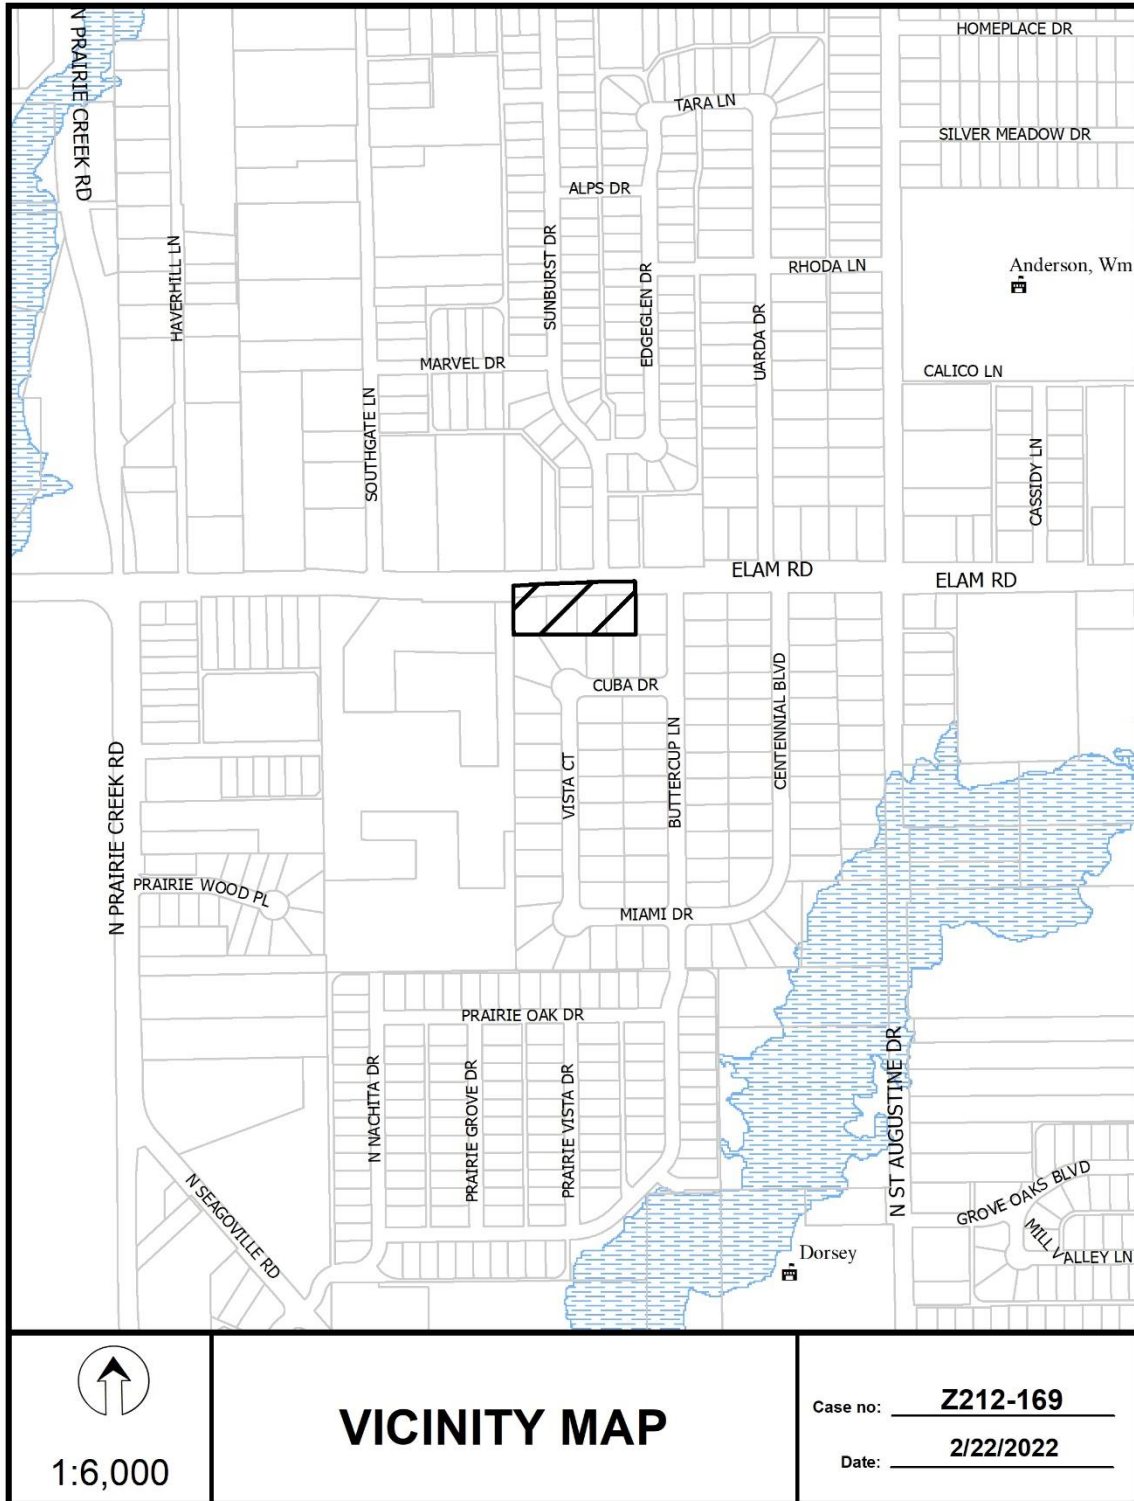 HOMEPLACE DR
N PRAIRIE CREEK RD
TARA LN
SILVER MEADOW DR
ALPS DR
HAVERHILL LN
SUNBURST DR
EDGEGLEN DR
RHODA LN
Anderson, Wm
UARDA DR
MARVEL DR
CALICO LN
SOUTHGATE LN
CASSIDY LN
ELAM RD
ELAM RD
CUBA DR
CENTENNIAL BLVD
N PRAIRIE CREEK RD
VISTA CT
BUTTERCUP LN
PRAIRIE WOOD PL
MIAMI DR
PRAIRIE OAK DR
N NACHITA DR
PRAIRIE GROVE DR
PRAIRIE VISTA DR
N ST AUGUSTINE DR
N SEAGOVILLE RD
GROVE OAKS BLVD
MILL VALLEY LN
Dorsey
1:6,000
VICINITY MAP
Case no: Z212-169
Date: 2/22/2022